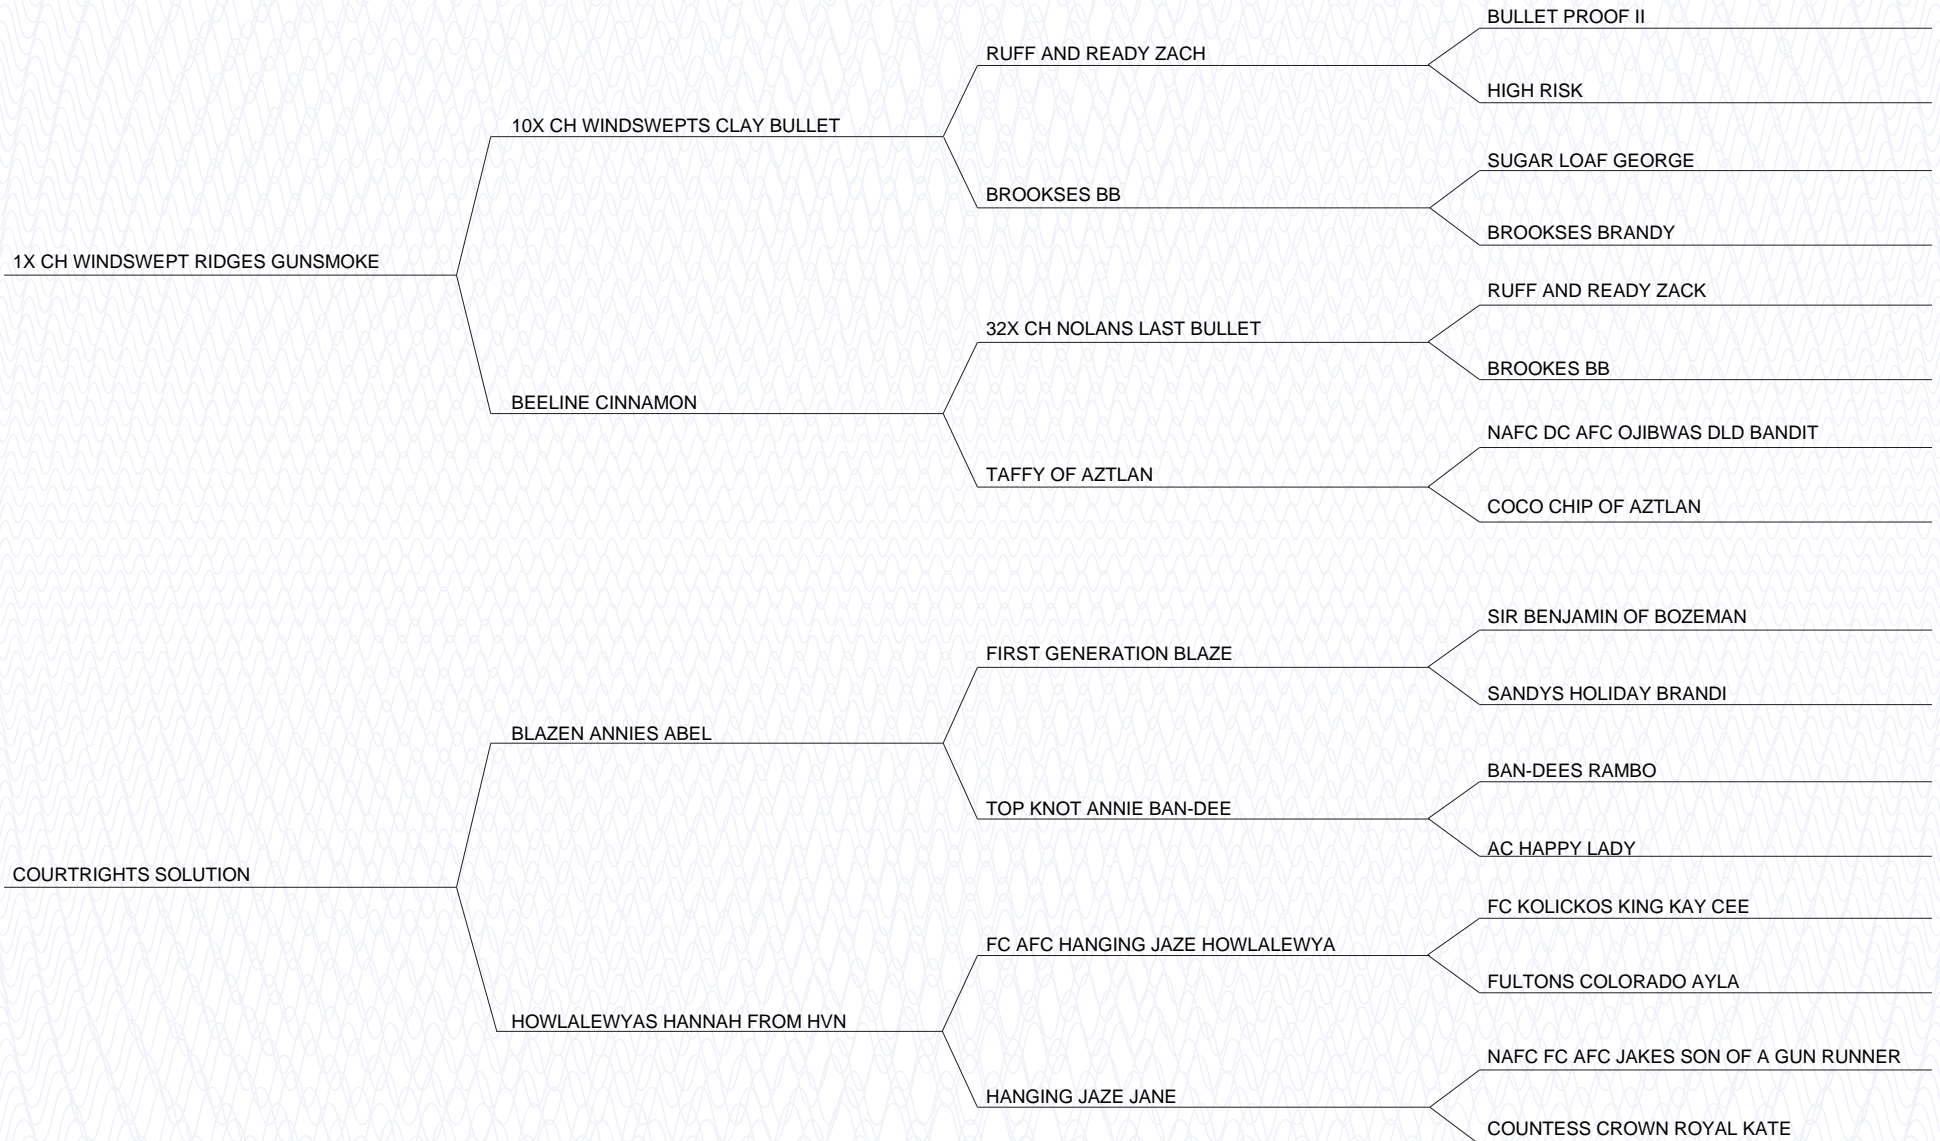 BULLET PROOF II
RUFF AND READY ZACH
HIGH RISK
10X CH WINDSWEPTS CLAY BULLET
SUGAR LOAF GEORGE
BROOKSES BB
BROOKSES BRANDY
1X CH WINDSWEPT RIDGES GUNSMOKE
RUFF AND READY ZACK
32X CH NOLANS LAST BULLET
BROOKES BB
BEELINE CINNAMON
NAFC DC AFC OJIBWAS DLD BANDIT
TAFFY OF AZTLAN
COCO CHIP OF AZTLAN
SIR BENJAMIN OF BOZEMAN
FIRST GENERATION BLAZE
SANDYS HOLIDAY BRANDI
BLAZEN ANNIES ABEL
BAN-DEES RAMBO
TOP KNOT ANNIE BAN-DEE
AC HAPPY LADY
COURTRIGHTS SOLUTION
FC KOLICKOS KING KAY CEE
FC AFC HANGING JAZE HOWLALEWYA
FULTONS COLORADO AYLA
HOWLALEWYAS HANNAH FROM HVN
NAFC FC AFC JAKES SON OF A GUN RUNNER
HANGING JAZE JANE
COUNTESS CROWN ROYAL KATE